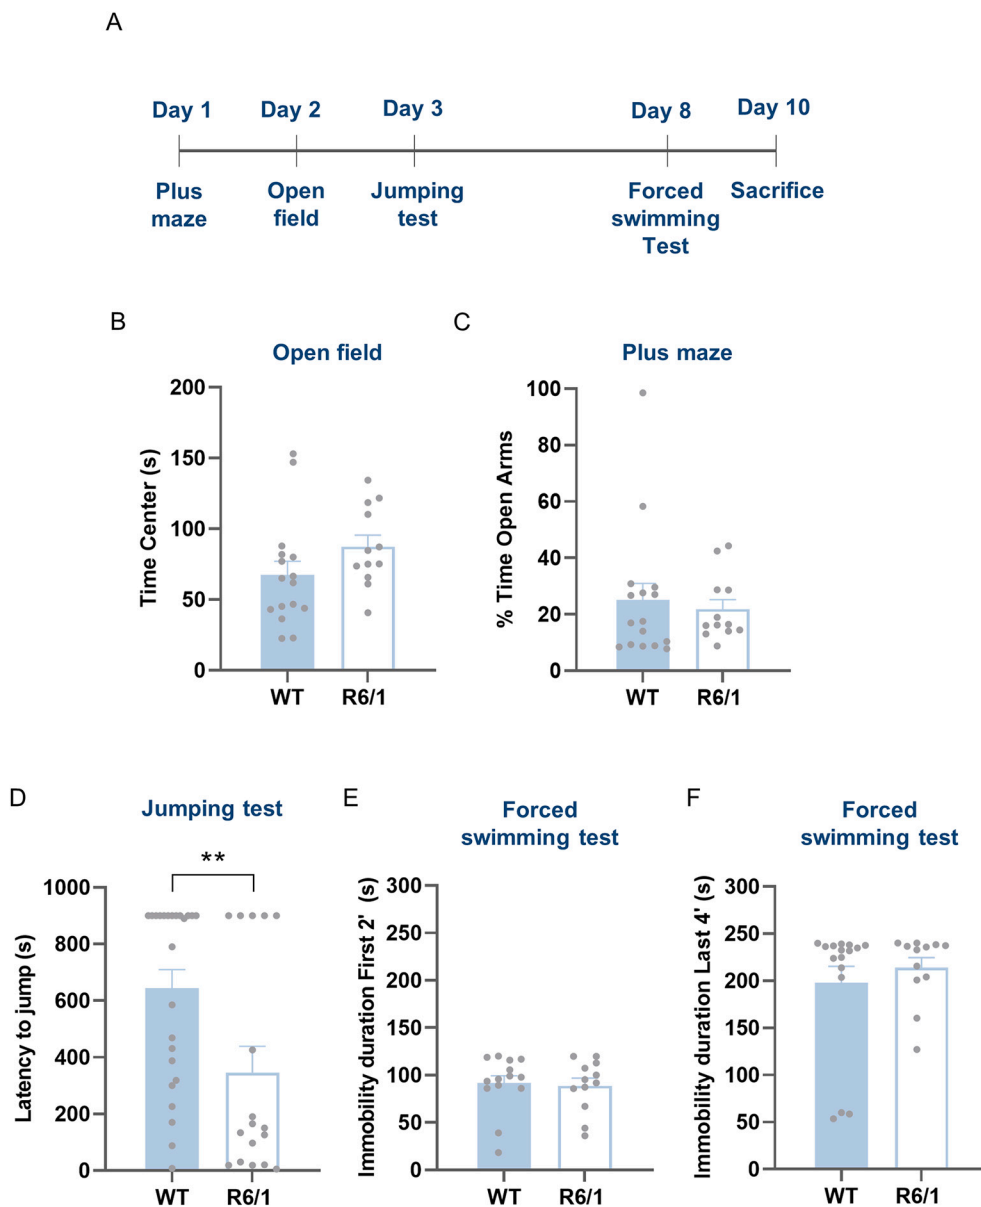 A
Day 1 Day 2 Day 3 Day 8 Day 10
Plus maze
Open field
Jumping test
Forced swimming Test
Sacrifice
B
Open field
Time Center (s)
200
150
100
50
0
WT R6/1
C
Plus maze
% Time Open Arms
100
80
60
40
20
0
WT R6/1
D
Jumping test
**
Latency to jump (s)
1000
800
600
400
200
0
WT R6/1
E
Forced
swimming test
Immobility duration First 2' (s)
300
250
200
150
100
50
0
WT R6/1
F
Forced
swimming test
Immobility duration Last 4' (s)
300
250
200
150
100
50
0
WT R6/1